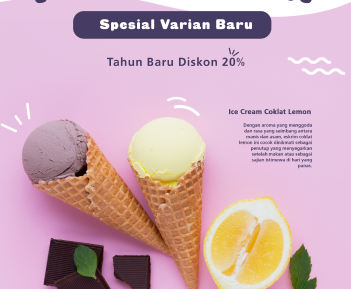 Spesial Varian Baru
Tahun Baru Diskon 20%
Ice Cream Coklat Lemon
Dengan aroma yang menggoda
dan rasa yang seimbang antara
manis dan asam, eskrim coklat
lemon ini cocok dinikmati sebagai
penutup yang menyegarkan
setelah makan atau sebagai
sajian istimewa di hari yang
panas.